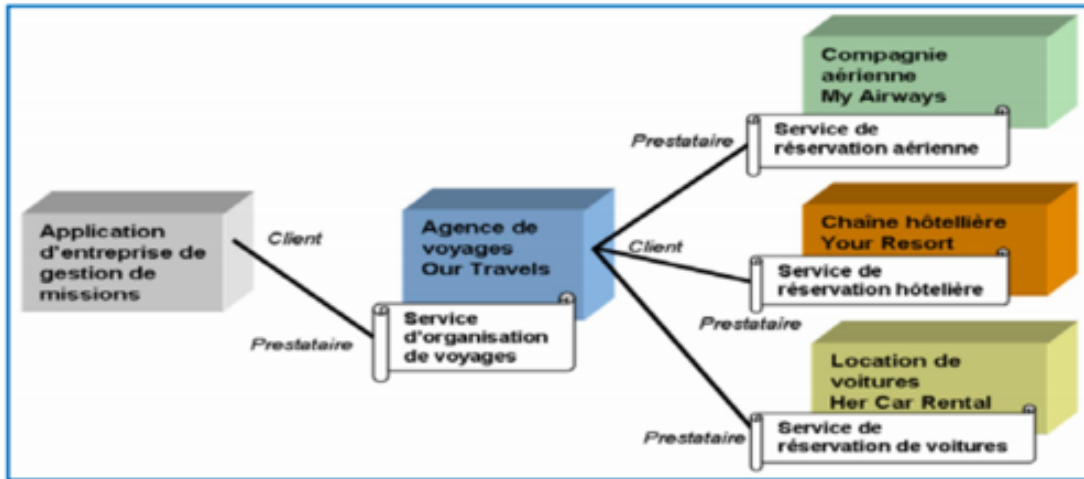 Application
d'entreprise de
gestion de
missions
Client
Prestataire
Agence de
voyages
Our Travels
Service
d'organisation
de voyages
Client
Prestataire
Compagnie
aérienne
My Airways
Service de
réservation aérienne
Chaîne hôtellière
Your Resort
Service de
réservation hôtelière
Prestataire
Location de
voitures
Her Car Rental
Service de
réservation de voitures
Prestataire